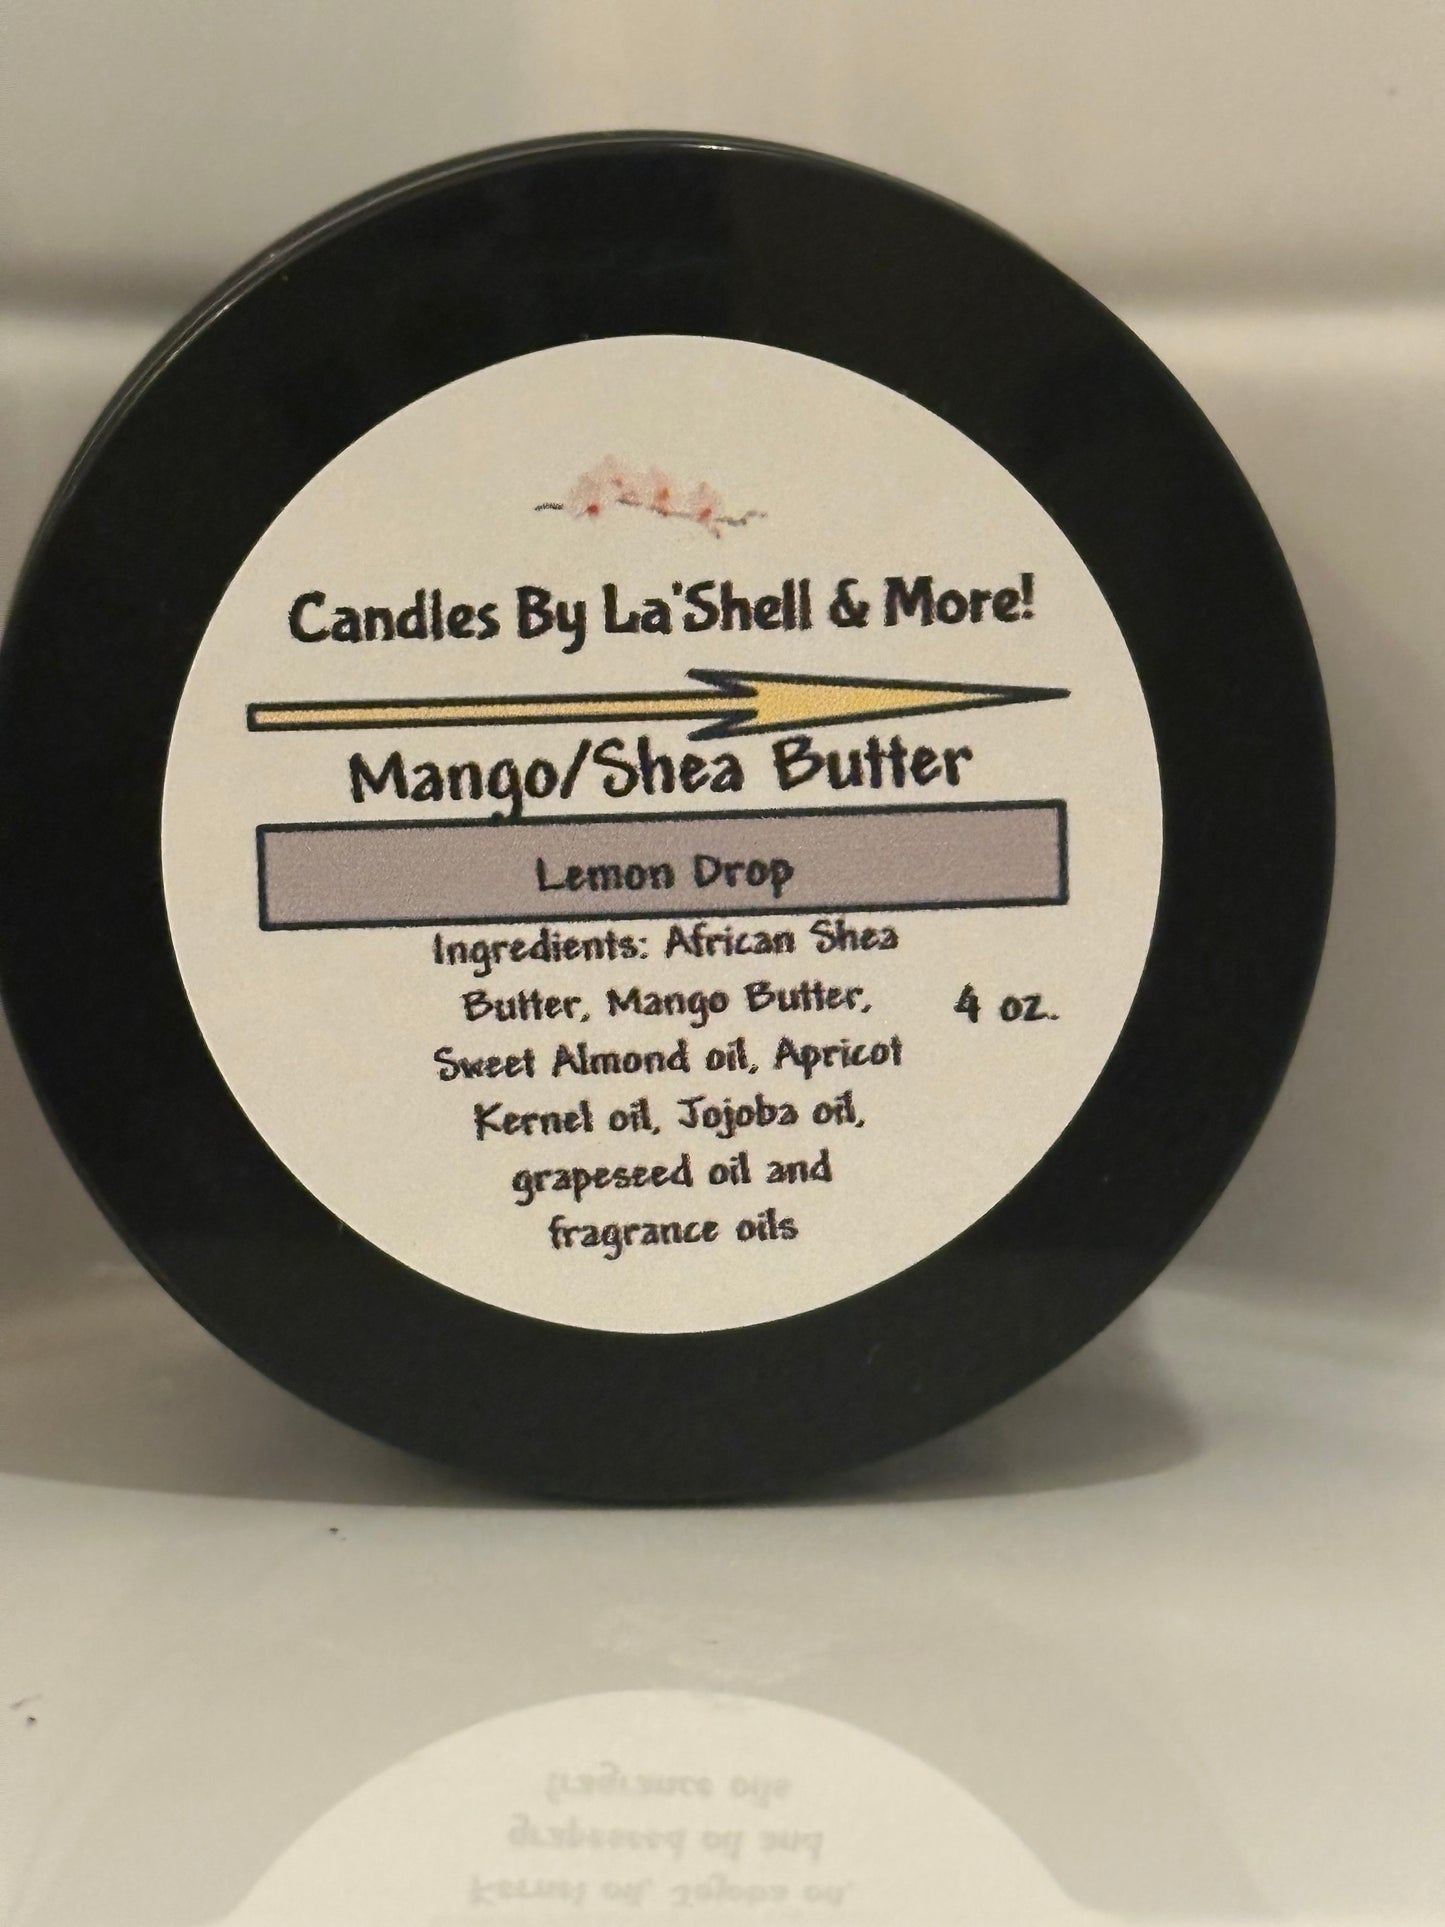 Candles By La'Shell & More!
Mango/Shea Butter
Lemon Drop
Ingredients: African Shea
Butter, Mango Butter,
4 oz.
Sweet Almond oil, Apricot
Kernel oil, Jojoba oil,
grapeseed oil and
fragrance oils